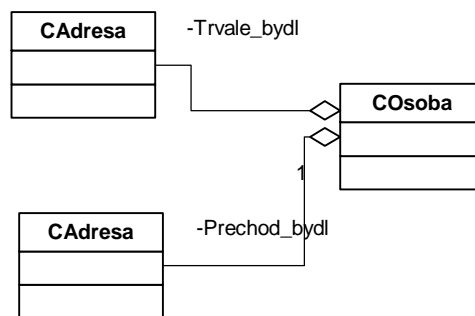 CAdresa
-Trvale_bydl
COsoba
1
CAdresa
-Prechod_bydl